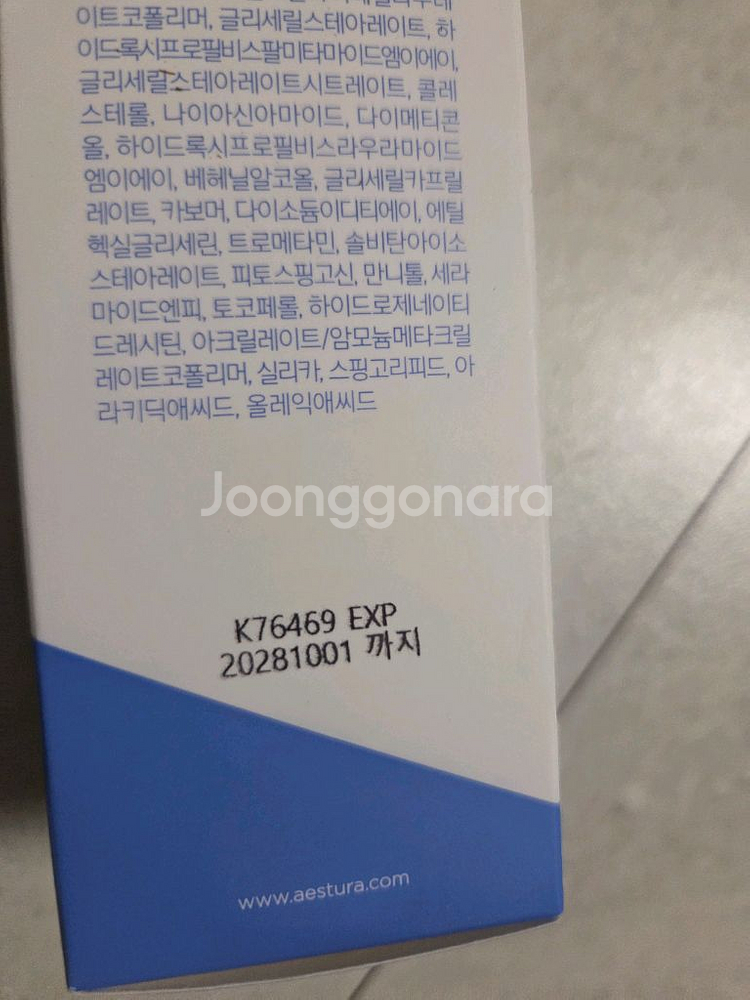 이트코폴리머, 글리세릴스테아레이트, 하
이드록시프로필비스팔미타마이드엠이에이,
글리세릴스테아레이트시트레이트, 콜레
스테롤, 나이아신아마이드, 다이메티콘
올, 하이드록시프로필비스라우라마이드
엠이에이, 베헤닐알코올, 글리세릴카프릴
레이트, 카보머, 다이소듐이디티에이, 에틸
헥실글리세린, 트로메타민, 솔비탄아이소
스테아레이트, 피토스핑고신, 만니톨, 세라
마이드엔피, 토코페롤, 하이드로제네이티
드레시틴, 아크릴레이트/암모늄메타크릴
레이트코폴리머, 실리카, 스핑고리피드, 아
라키딕애씨드, 올레익애씨드
Joonggonara
K76469 EXP
20281001 까지
www.aestura.com